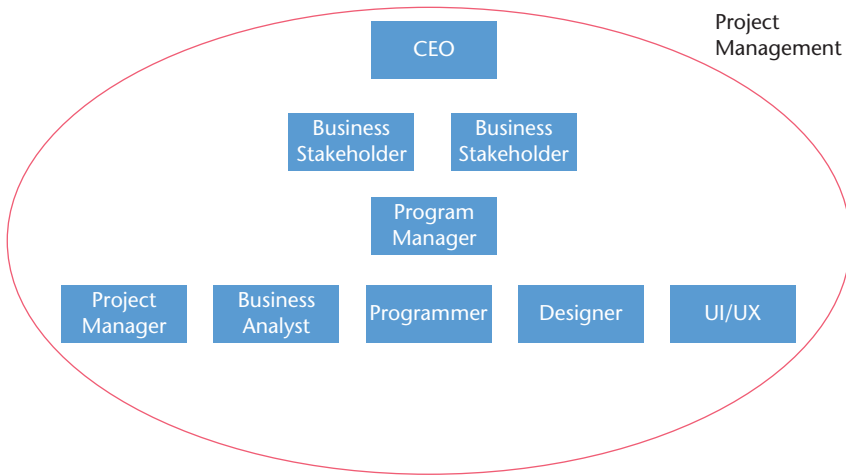 Project
Management
CEO
Business
Stakeholder
Business
Stakeholder
Program
Manager
Project
Manager
Business
Analyst
Programmer
Designer
UI/UX